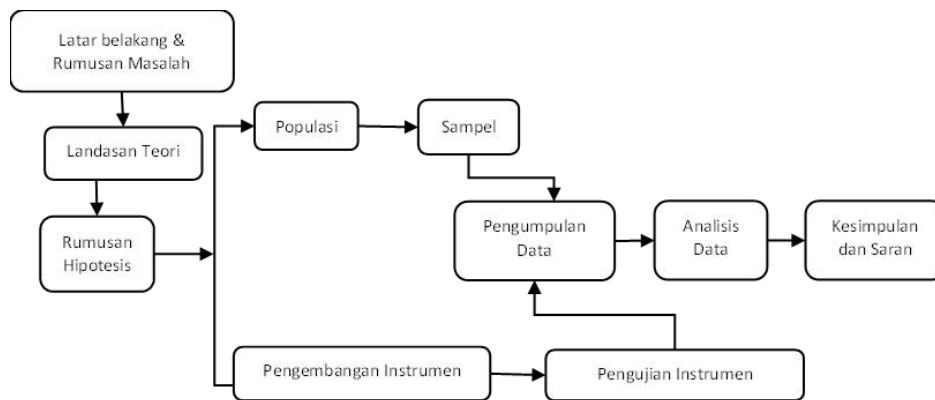 Latar belakang &
Rumusan Masalah
Landasan Teori
Rumusan
Hipotesis
Populasi
Sampel
Pengumpulan
Data
Analisis
Data
Kesimpulan
dan Saran
Pengembangan Instrumen
Pengujian Instrumen